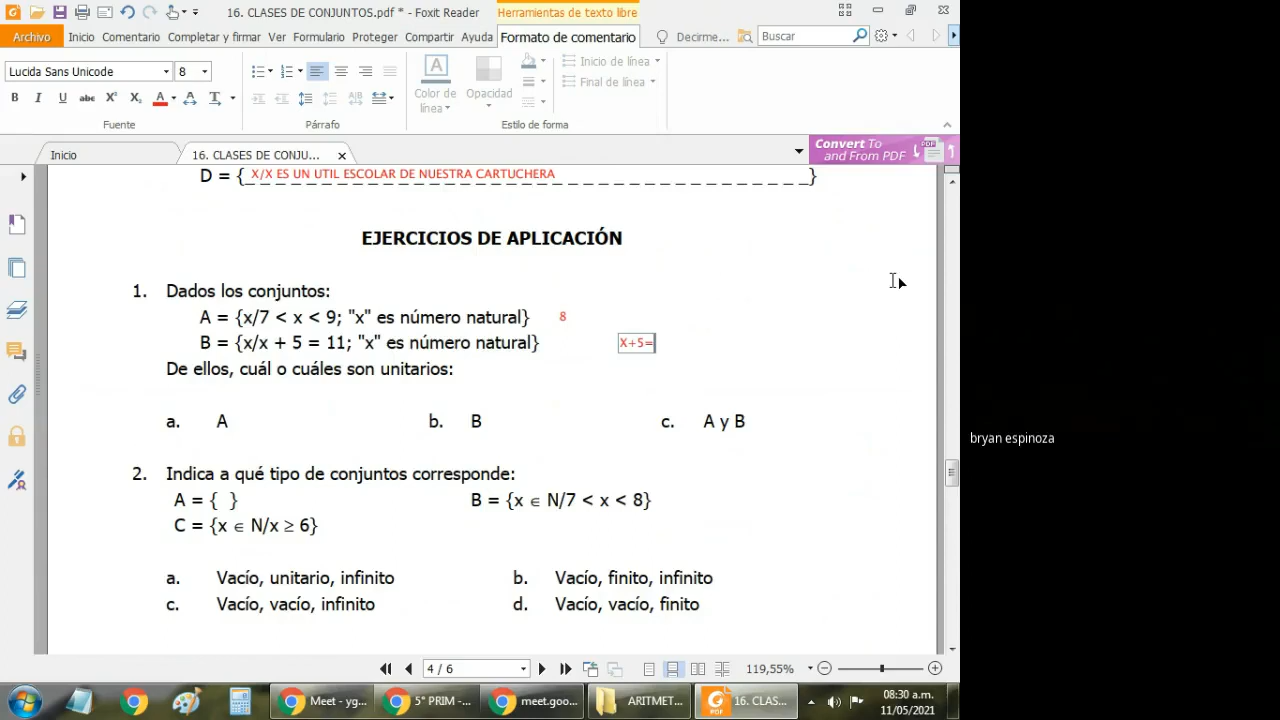 16. CLASES DE CONJUNTOS.pdf * - Foxit Reader
Herramientas de texto libre
Archivo Inicio Comentario Completar y firmar Ver Formulario Proteger Compartir Ayuda Formato de comentario Decirme... Buscar
Lucida Sans Unicode 8
Color de línea
Opacidad
Inicio de línea
Final de línea
Fuente Párrafo Estilo de forma
Inicio 16. CLASES DE CONJU...
Convert To and From PDF
D = { X/X ES UN UTIL ESCOLAR DE NUESTRA CARTUCHERA }
EJERCICIOS DE APLICACIÓN
1. Dados los conjuntos:
A = {x/7 < x < 9; "x" es número natural} 8
B = {x/x + 5 = 11; "x" es número natural} X+5=
De ellos, cuál o cuáles son unitarios:
a. A b. B c. A y B
2. Indica a qué tipo de conjuntos corresponde:
A = { } B = {x ∈ N/7 < x < 8}
C = {x ∈ N/x ≥ 6}
a. Vacío, unitario, infinito b. Vacío, finito, infinito
c. Vacío, vacío, infinito d. Vacío, vacío, finito
4 / 6 119,55%
Meet - yg... 5° PRIM -... meet.goo... ARITMET... 16. CLAS...
08:30 a.m.
11/05/2021
bryan espinoza